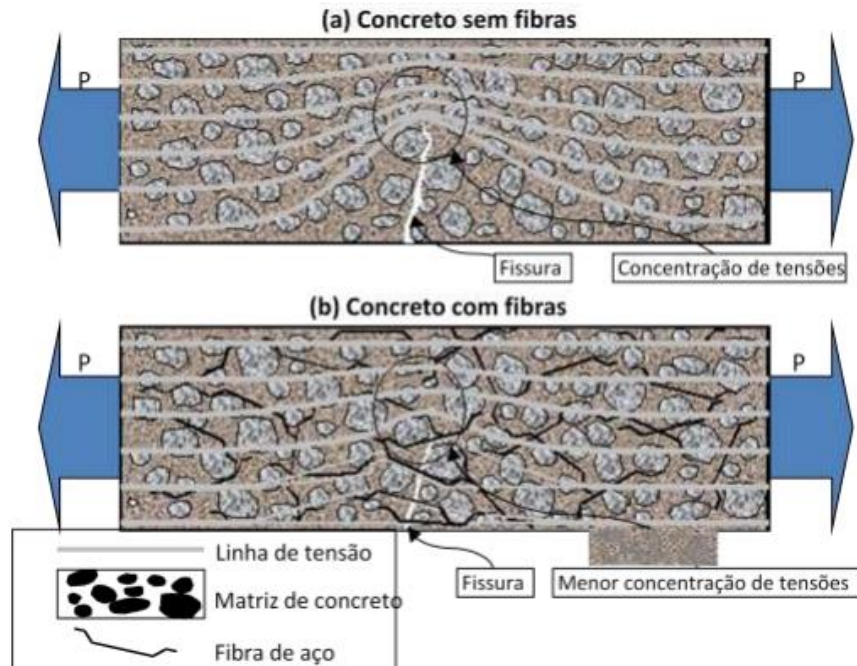 (a) Concreto sem fibras
P
P
Fissura
Concentração de tensões
(b) Concreto com fibras
P
P
Linha de tensão
Matriz de concreto
Fibra de aço
Fissura
Menor concentração de tensões